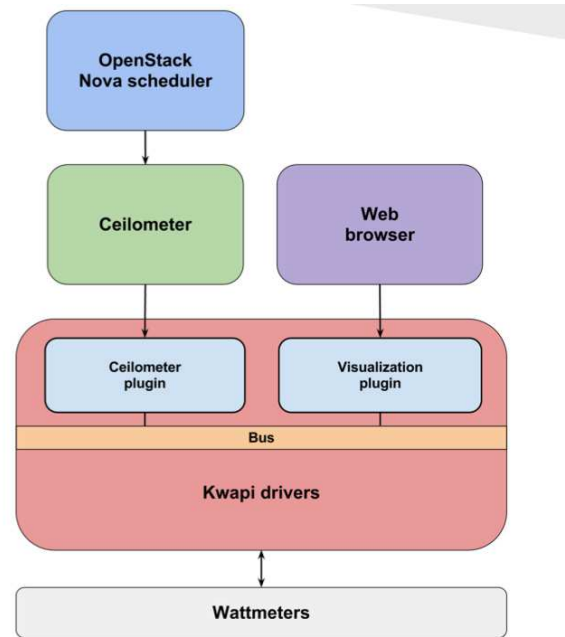 OpenStack
Nova scheduler
Ceilometer
Web
browser
Ceilometer
plugin
Visualization
plugin
Bus
Kwapi drivers
Wattmeters